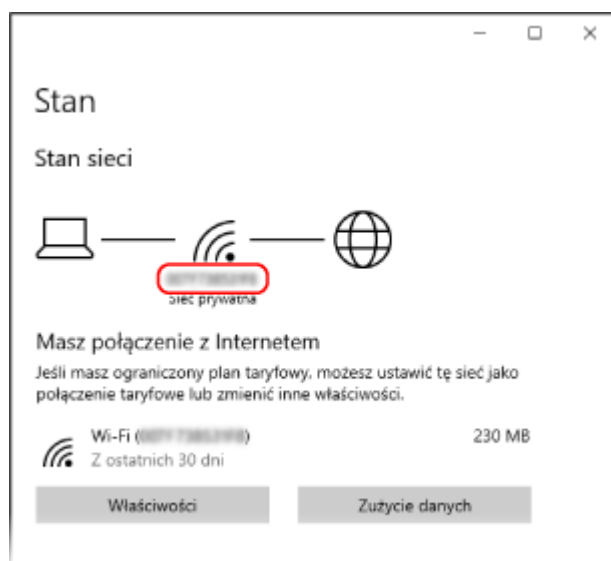 Stan
Stan sieci
Sieć prywatna
Masz połączenie z Internetem
Jeśli masz ograniczony plan taryfowy, możesz ustawić tę sieć jako
połączenie taryfowe lub zmienić inne właściwości.
Wi-Fi ( )
230 MB
Z ostatnich 30 dni
Właściwości
Zużycie danych